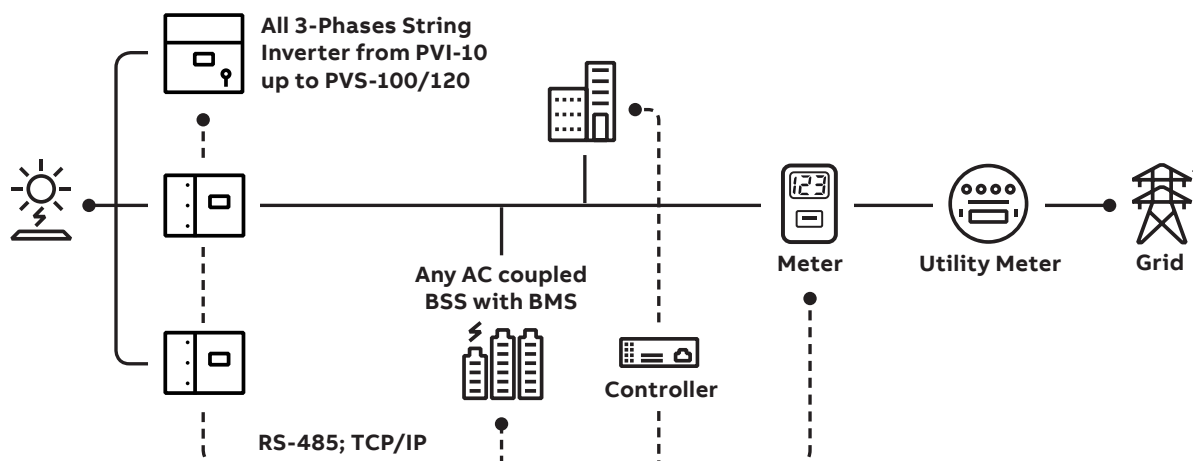 All 3-Phases String
Inverter from PVI-10
up to PVS-100/120
123
Any AC coupled
BSS with BMS
Meter
Utility Meter
Grid
Controller
RS-485; TCP/IP